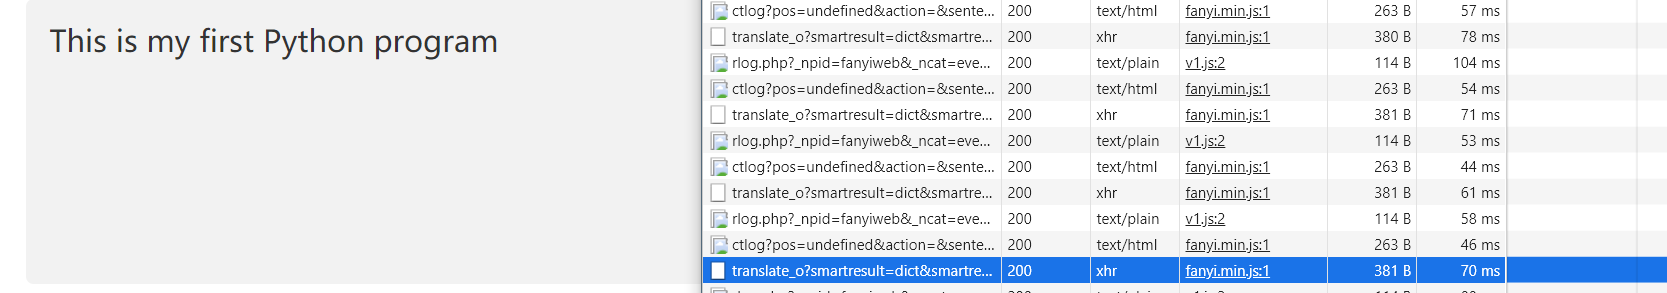 This is my first Python program
ctlog?pos=undefined&action=&sente... 200 text/html fanyi.min.js:1 263 B 57 ms
translate_o?smartresult=dict&smartre... 200 xhr fanyi.min.js:1 380 B 78 ms
rlog.php?_npid=fanyiweb&_ncat=eve... 200 text/plain v1.js:2 114 B 104 ms
ctlog?pos=undefined&action=&sente... 200 text/html fanyi.min.js:1 263 B 54 ms
translate_o?smartresult=dict&smartre... 200 xhr fanyi.min.js:1 381 B 71 ms
rlog.php?_npid=fanyiweb&_ncat=eve... 200 text/plain v1.js:2 114 B 53 ms
ctlog?pos=undefined&action=&sente... 200 text/html fanyi.min.js:1 263 B 44 ms
translate_o?smartresult=dict&smartre... 200 xhr fanyi.min.js:1 381 B 61 ms
rlog.php?_npid=fanyiweb&_ncat=eve... 200 text/plain v1.js:2 114 B 58 ms
ctlog?pos=undefined&action=&sente... 200 text/html fanyi.min.js:1 263 B 46 ms
translate_o?smartresult=dict&smartre... 200 xhr fanyi.min.js:1 381 B 70 ms